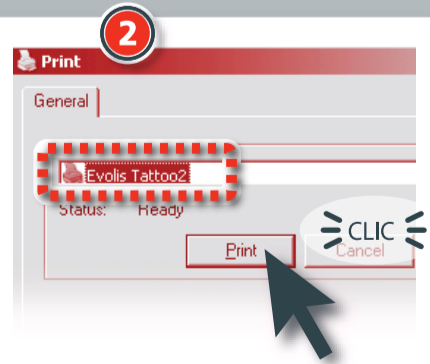 2
Print
General
Evolis Tattoo2
Status: Ready
CLIC
Print
Cancel